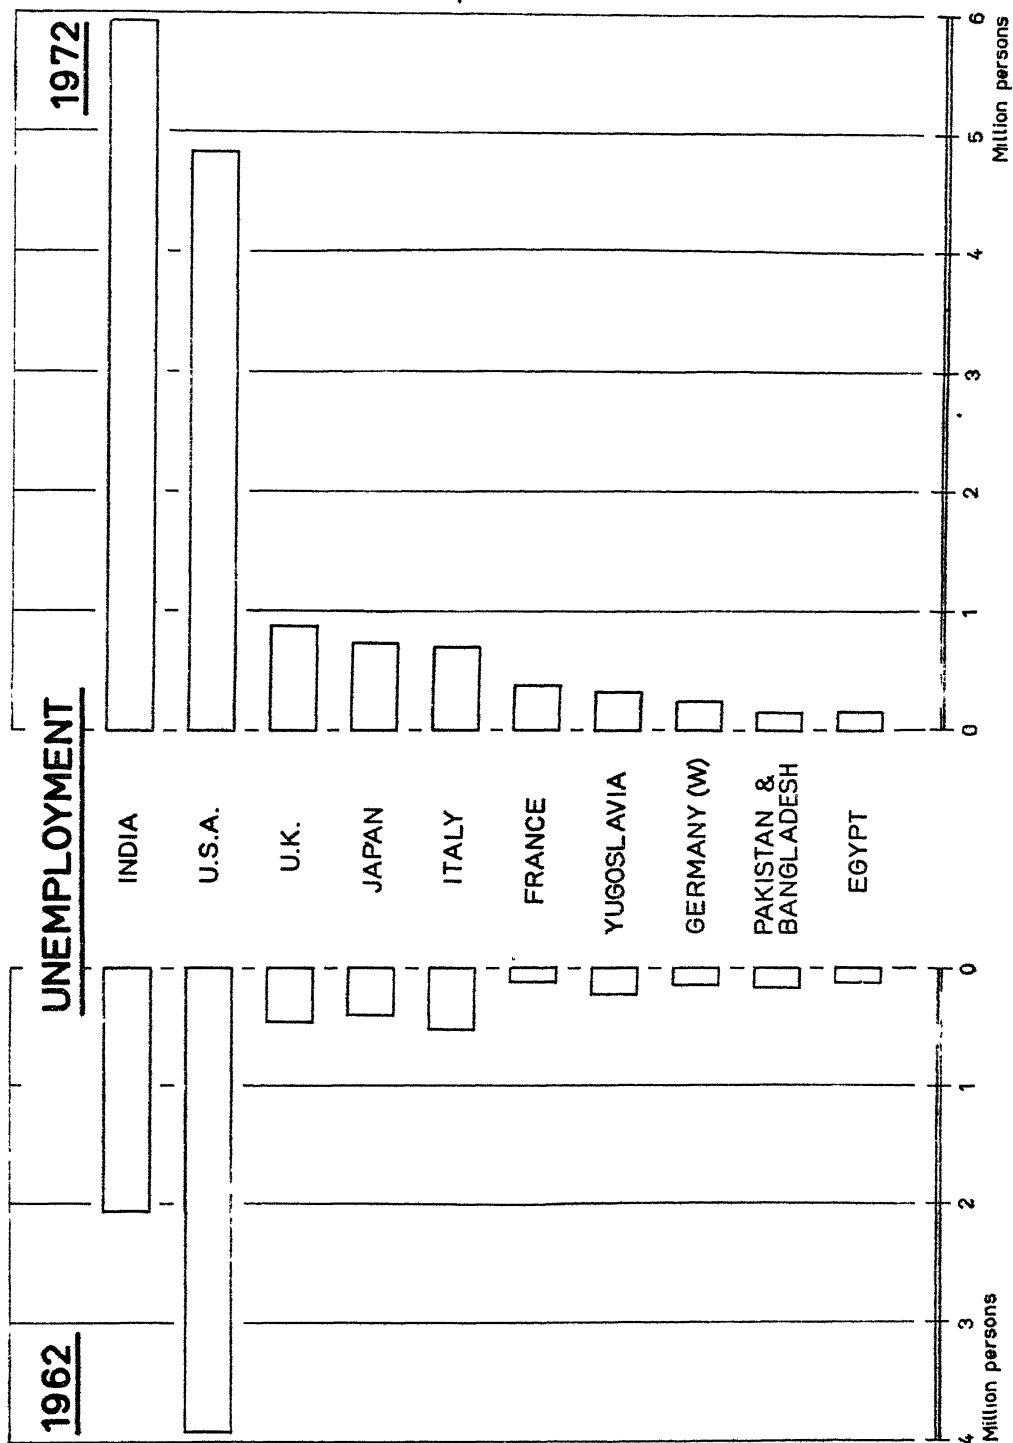 UNEMPLOYMENT
1962
1972
INDIA
U.S.A.
U.K.
JAPAN
ITALY
FRANCE
YUGOSLAVIA
GERMANY (W)
PAKISTAN &
BANGLADESH
EGYPT
4 3 2 1 0
0 1 2 3 4 5 6
Million persons
Million persons